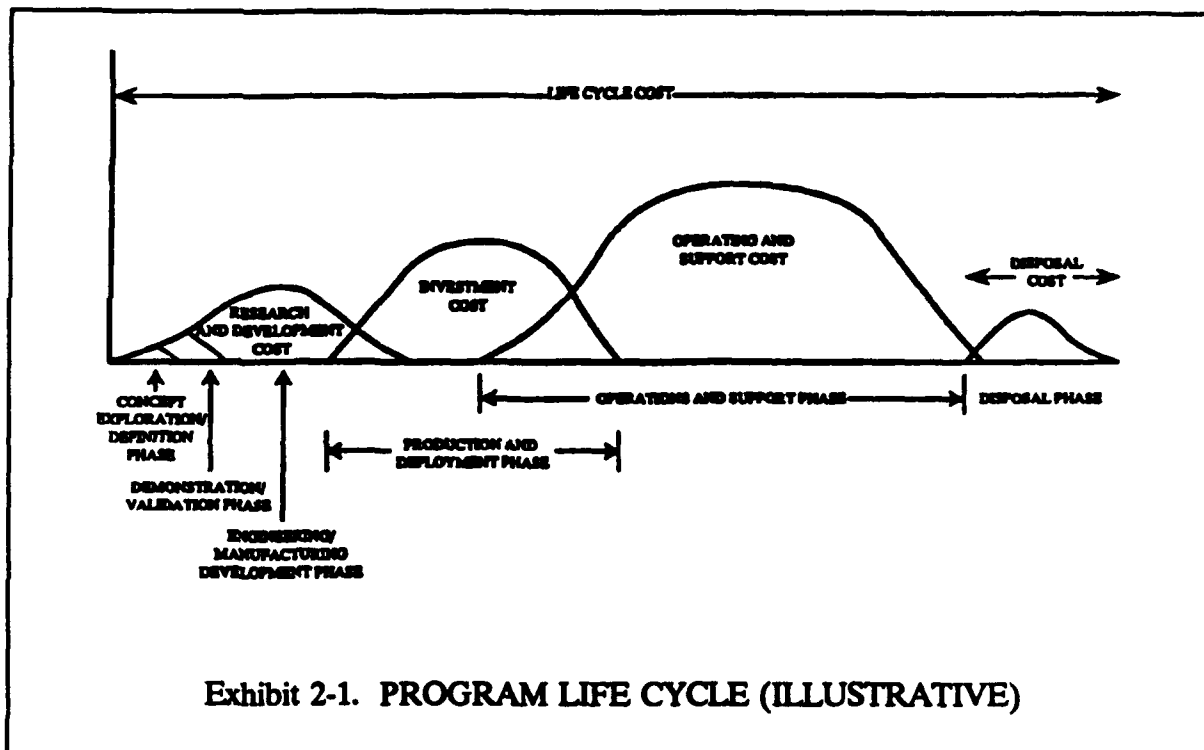 LIFE CYCLE COST
OPERATING AND
SUPPORT COST
DISPOSAL
COST
INVESTMENT
COST
RESEARCH
AND DEVELOPMENT
COST
CONCEPT
EXPLORATION/
DEFINITION
PHASE
OPERATIONS AND SUPPORT PHASE
DISPOSAL PHASE
PRODUCTION AND
DEPLOYMENT PHASE
DEMONSTRATION/
VALIDATION PHASE
ENGINEERING/
MANUFACTURING
DEVELOPMENT PHASE
Exhibit 2-1. PROGRAM LIFE CYCLE (ILLUSTRATIVE)